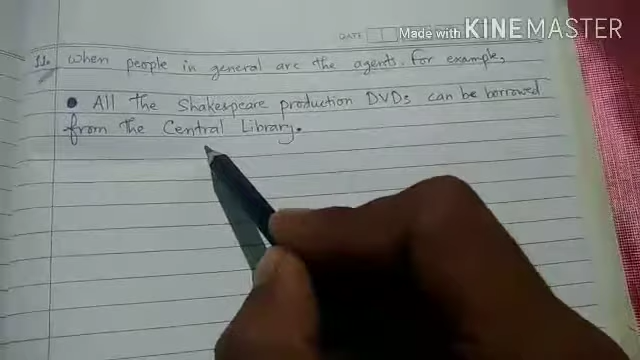 DATE
Made with KINEMASTER
11. When people in general are the agents. For example,
• All the Shakespeare production DVDs can be borrowed
from the Central Library.